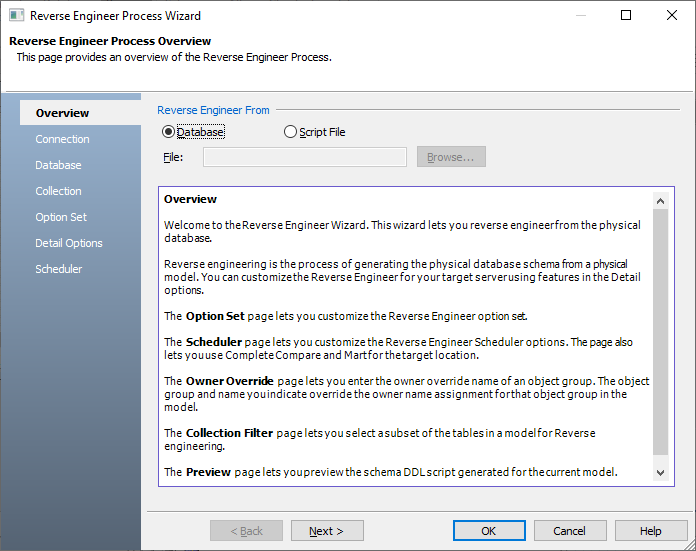 Reverse Engineer Process Wizard
Reverse Engineer Process Overview
This page provides an overview of the Reverse Engineer Process.
Overview
Connection
Database
Collection
Option Set
Detail Options
Scheduler
Reverse Engineer From
Database
Script File
File:
Browse...
Overview
Welcome to the Reverse Engineer Wizard. This wizard lets you reverse engineer from the physical
database.
Reverse engineering is the process of generating the physical database schema from a physical
model. You can customize the Reverse Engineer for your target server using features in the Detail
options.
The Option Set page lets you customize the Reverse Engineer option set.
The Scheduler page lets you customize the Reverse Engineer Scheduler options. The page also
lets you use Complete Compare and Mart for the target location.
The Owner Override page lets you enter the owner override name of an object group. The object
group and name you indicate override the owner name assignment for that object group in the
model.
The Collection Filter page lets you select a subset of the tables in a model for Reverse
engineering.
The Preview page lets you preview the schema DDL script generated for the current model.
< Back
Next >
OK
Cancel
Help